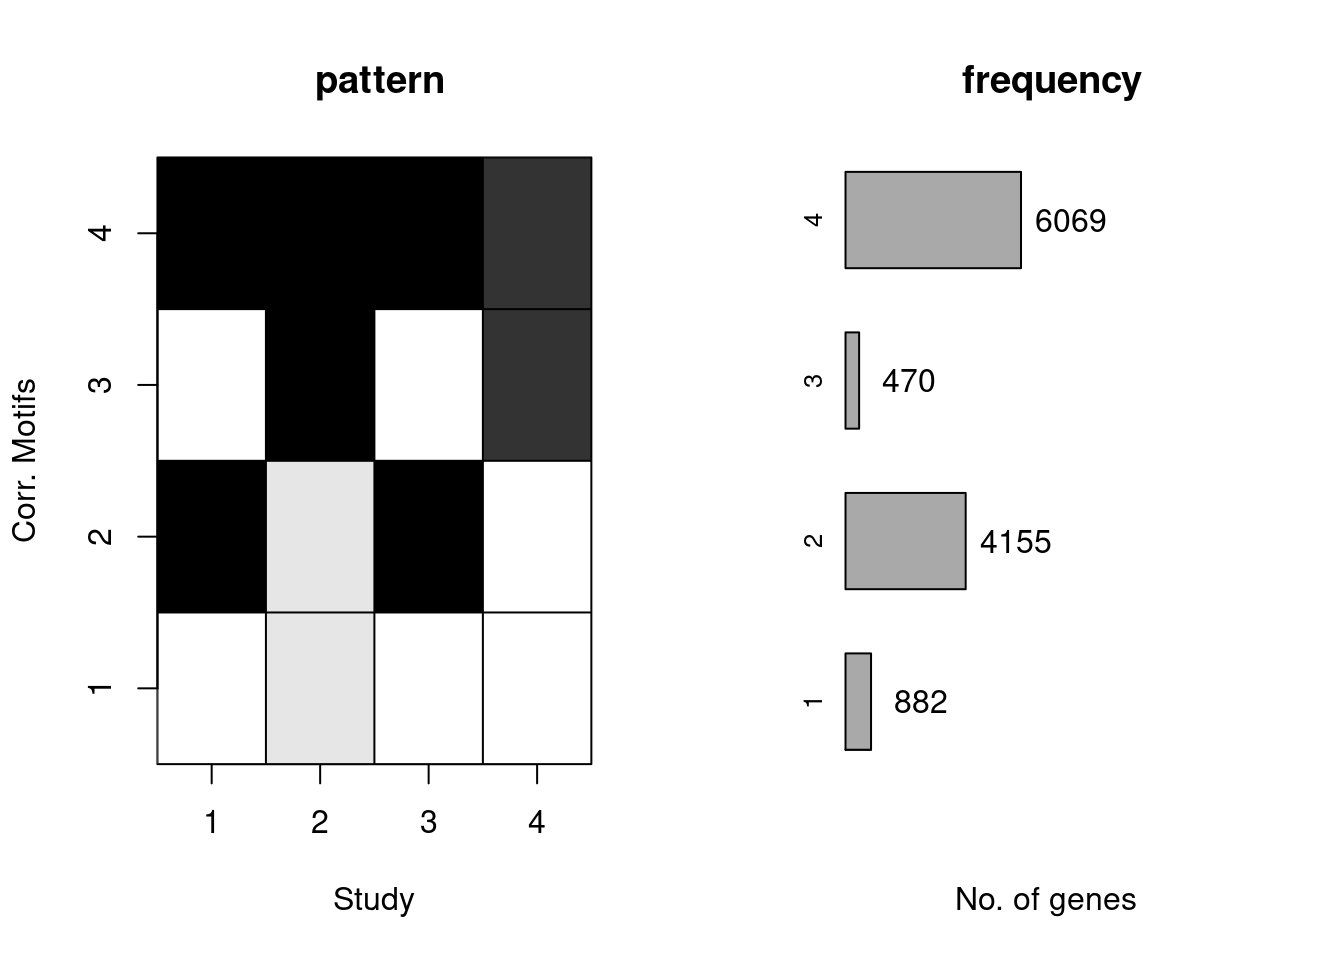 pattern
Corr. Motifs
4
3
2
1
1 2 3 4
Study
frequency
4 6069
3 470
2 4155
1 882
No. of genes